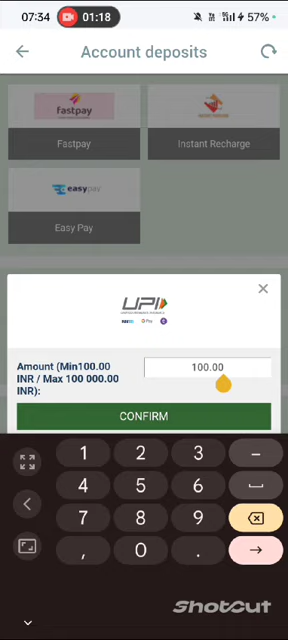 07:34
01:18
57%
Account deposits
fastpay
Fastpay
Instant Recharge
easypay
Easy Pay
UPI
Amount (Min100.00
INR / Max 100 000.00
INR):
100.00
CONFIRM
1 2 3 –
4 5 6
7 8 9
, 0 .
SHOTCUT